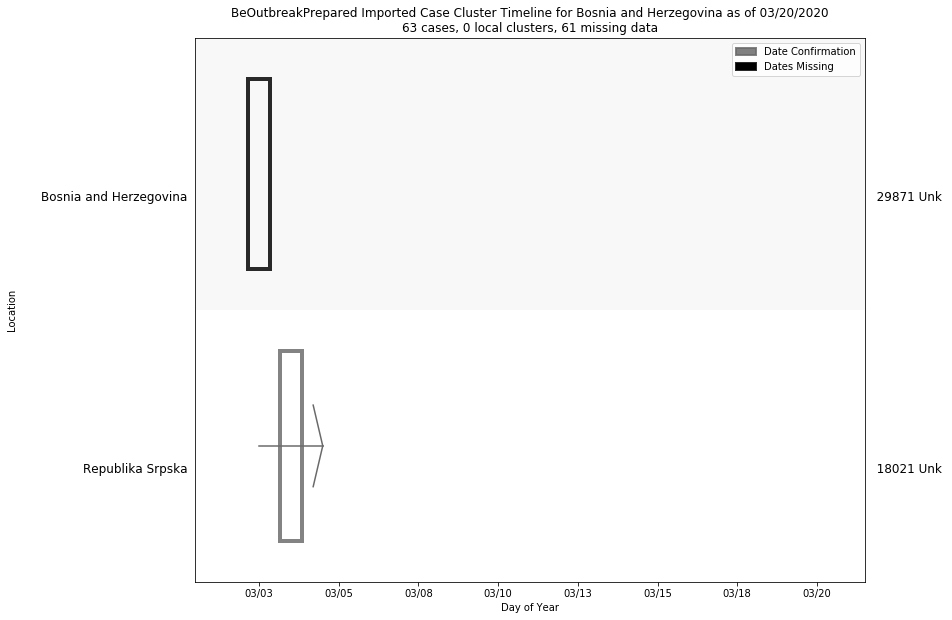 BeOutbreakPrepared Imported Case Cluster Timeline for Bosnia and Herzegovina as of 03/20/2020
63 cases, 0 local clusters, 61 missing data
Date Confirmation
Dates Missing
Bosnia and Herzegovina
29871 Unk
Location
Republika Srpska
18021 Unk
03/03 03/05 03/08 03/10 03/13 03/15 03/18 03/20
Day of Year